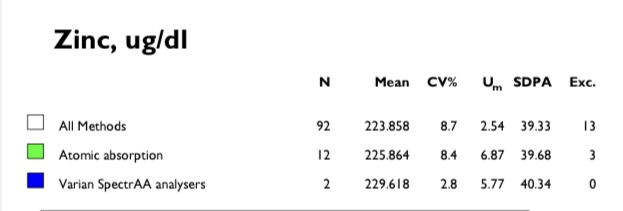 Zinc, ug/dl
N Mean CV% Um SDPA Exc.
All Methods 92 223.858 8.7 2.54 39.33 13
Atomic absorption 12 225.864 8.4 6.87 39.68 3
Varian SpectrAA analysers 2 229.618 2.8 5.77 40.34 0